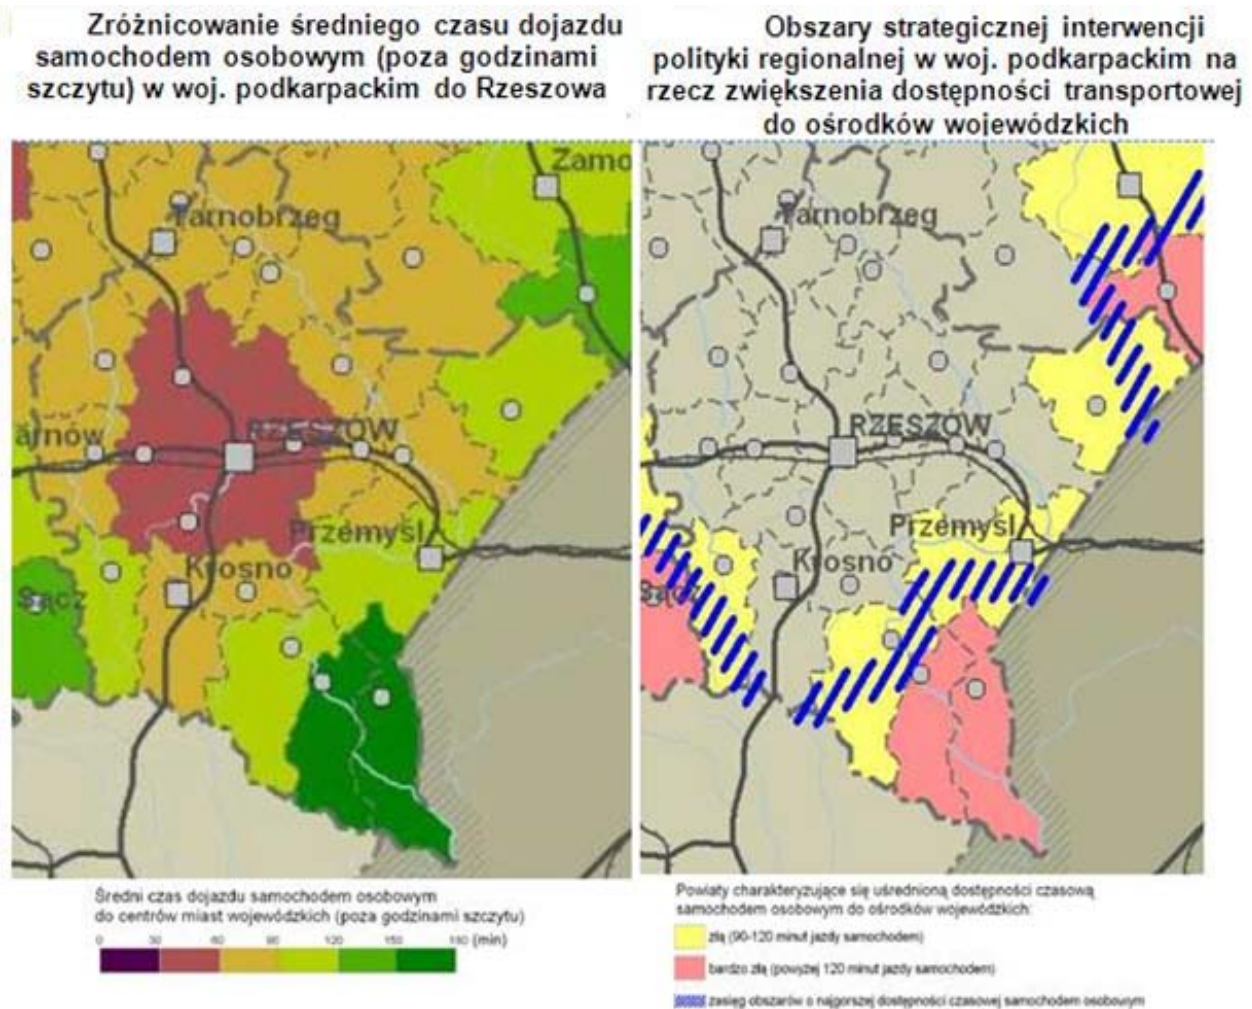 Zróżnicowanie średniego czasu dojazdu
samochodem osobowym (poza godzinami
szczytu) w woj. podkarpackim do Rzeszowa
Obszary strategicznej interwencji
polityki regionalnej w woj. podkarpackim na
rzecz zwiększenia dostępności transportowej
do ośrodków wojewódzkich
Zamo
Tarnobrzeg
RZESZÓW
arnów
Przemyśl
Krosno
Sącz
Tarnobrzeg
RZESZÓW
Przemyśl
Krosno
Sącz
Średni czas dojazdu samochodem osobowym
do centrów miast wojewódzkich (poza godzinami szczytu)
0 30 60 90 120 150 180 (min)
Powiaty charakteryzujące się uśrednioną dostępności czasową
samochodem osobowym do ośrodków wojewódzkich:
złą (90-120 minut jazdy samochodem)
bardzo złą (powyżej 120 minut jazdy samochodem)
zasięg obszarów o najgorszej dostępności czasowej samochodem osobowym